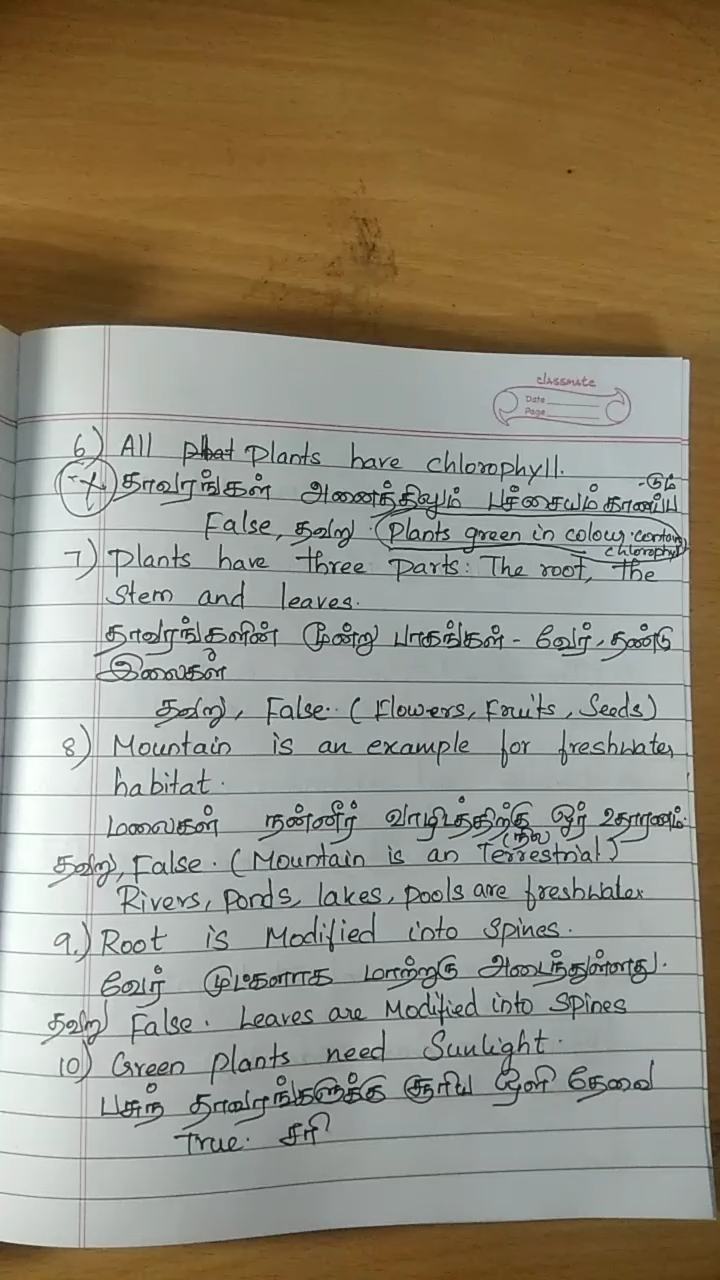 classmate
Date
Page
6) All plants have chlorophyll.
தாவரங்கள் அனைத்திலும் பச்சையம் காணப்ப
-டும்
False, தவறு. (Plants green in colour contain
chlorophyll
7) Plants have three parts: The root, the
Stem and leaves.
தாவரங்களின் மூன்று பாகங்கள் - வேர், தண்டு
இலைகள்
தவறு, False. (Flowers, Fruits, Seeds)
8) Mountain is an example for freshwater
habitat.
மலைகள் நன்னீர் வாழிடத்திற்கு ஓர் உதாரணம்.
(நில
தவறு, False. (Mountain is an Terrestrial)
Rivers, ponds, lakes, pools are freshwater
9.) Root is Modified into Spines.
வேர் முட்களாக மாற்றுரு அடைந்துள்ளது.
தவறு False. Leaves are Modified into Spines
10) Green plants need Sunlight.
பசுந் தாவரங்களுக்கு சூரிய ஒளி தேவை
True. சரி